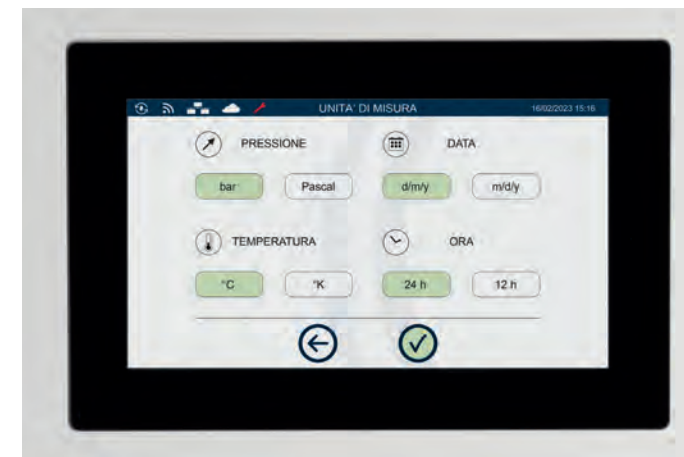 UNITA' DI MISURA 16/02/2023 15:16
PRESSIONE DATA
bar Pascal d/m/y m/d/y
TEMPERATURA ORA
°C °K 24 h 12 h